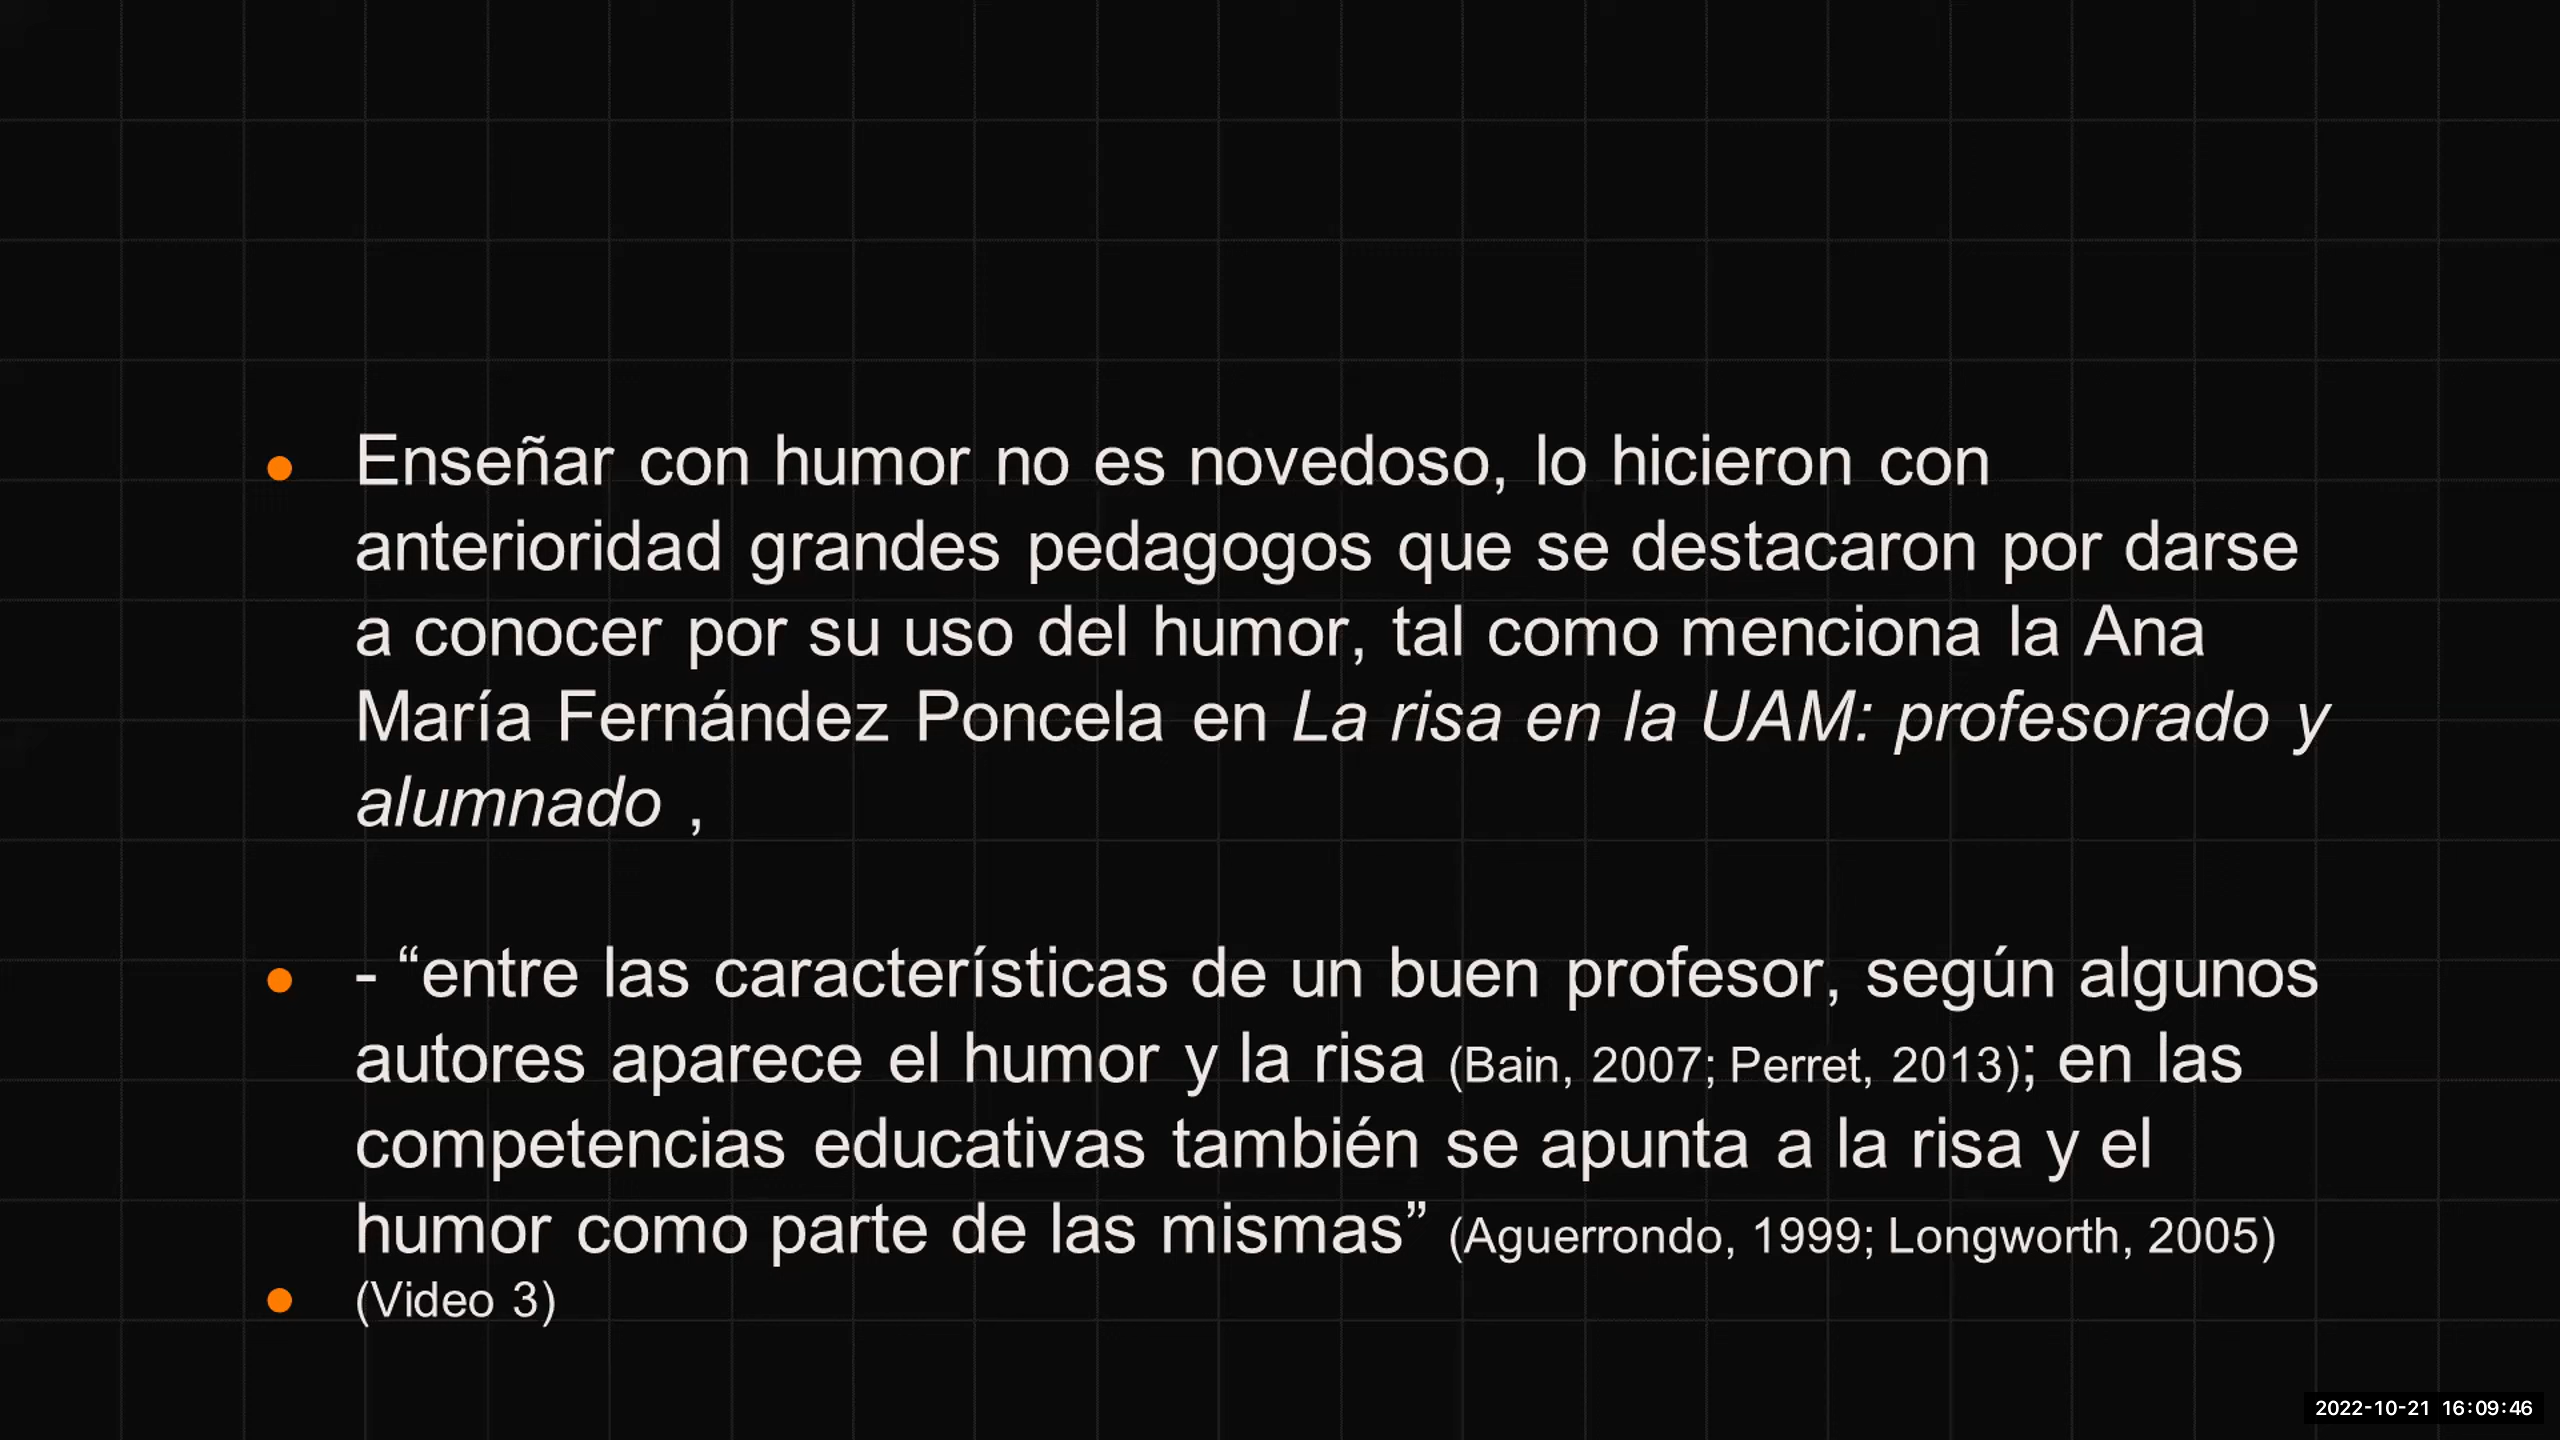 Enseñar con humor no es novedoso, lo hicieron con
anterioridad grandes pedagogos que se destacaron por darse
a conocer por su uso del humor, tal como menciona la Ana
María Fernández Poncela en La risa en la UAM: profesorado y
alumnado ,
- “entre las características de un buen profesor, según algunos
autores aparece el humor y la risa (Bain, 2007; Perret, 2013); en las
competencias educativas también se apunta a la risa y el
humor como parte de las mismas” (Aguerrondo, 1999; Longworth, 2005)
(Video 3)
2022-10-21 16:09:46